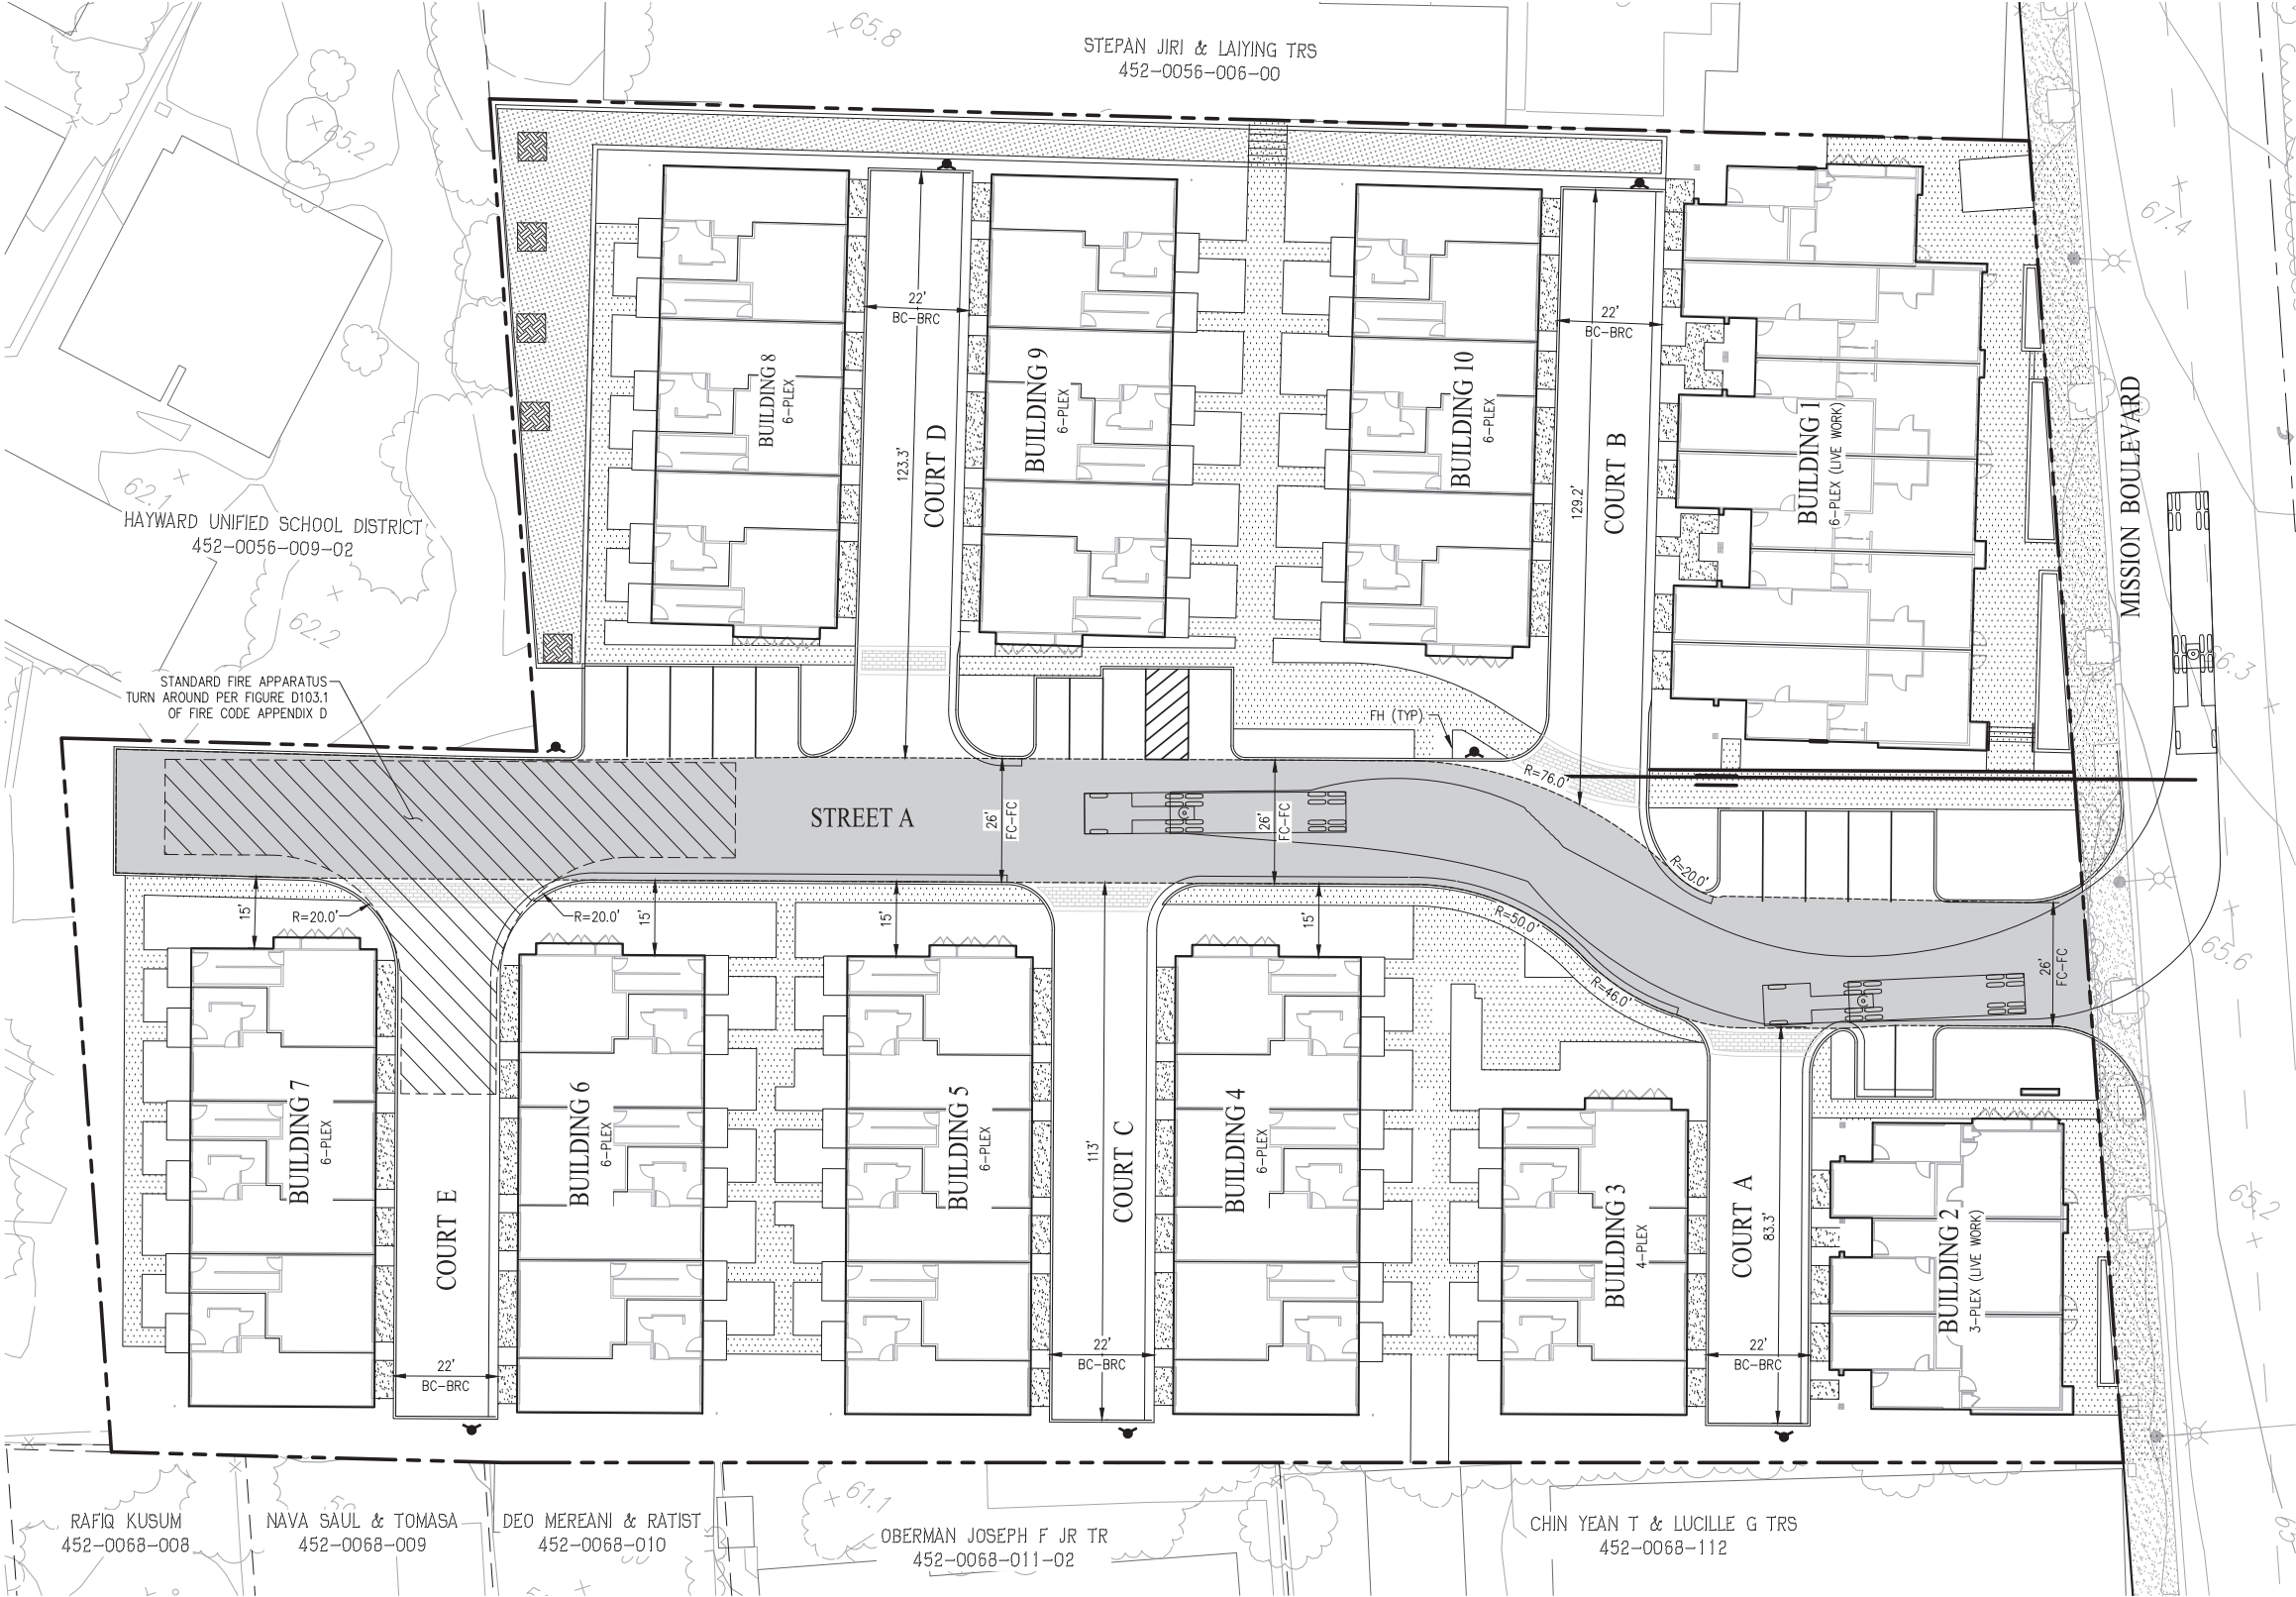 65.8
STEPAN JIRI & LAIYING TRS
452-0056-006-00
65.2
67.4
22'
BC-BRC
22'
BC-BRC
BUILDING 8
6-PLEX
BUILDING 9
6-PLEX
BUILDING 10
6-PLEX
BUILDING 1
6-PLEX (LIVE WORK)
MISSION BOULEVARD
123.3'
COURT D
129.2'
COURT B
62.1
HAYWARD UNIFIED SCHOOL DISTRICT
452-0056-009-02
62.2
66.3
STANDARD FIRE APPARATUS
TURN AROUND PER FIGURE D103.1
OF FIRE CODE APPENDIX D
FH (TYP)
R=76.0'
STREET A
26'
FC-FC
26'
FC-FC
R=20.0'
15'
R=20.0'
R=20.0'
15'
15'
15'
R=50.0'
R=46.0'
26'
FC-FC
65.6
BUILDING 7
6-PLEX
COURT E
BUILDING 6
6-PLEX
BUILDING 5
6-PLEX
113'
COURT C
BUILDING 4
6-PLEX
BUILDING 3
4-PLEX
COURT A
83.3'
BUILDING 2
3-PLEX (LIVE WORK)
65.2
22'
BC-BRC
22'
BC-BRC
22'
BC-BRC
61.1
RAFIQ KUSUM
452-0068-008
NAVA SAUL & TOMASA
452-0068-009
DEO MEREANI & RATIST
452-0068-010
OBERMAN JOSEPH F JR TR
452-0068-011-02
CHIN YEAN T & LUCILLE G TRS
452-0068-112